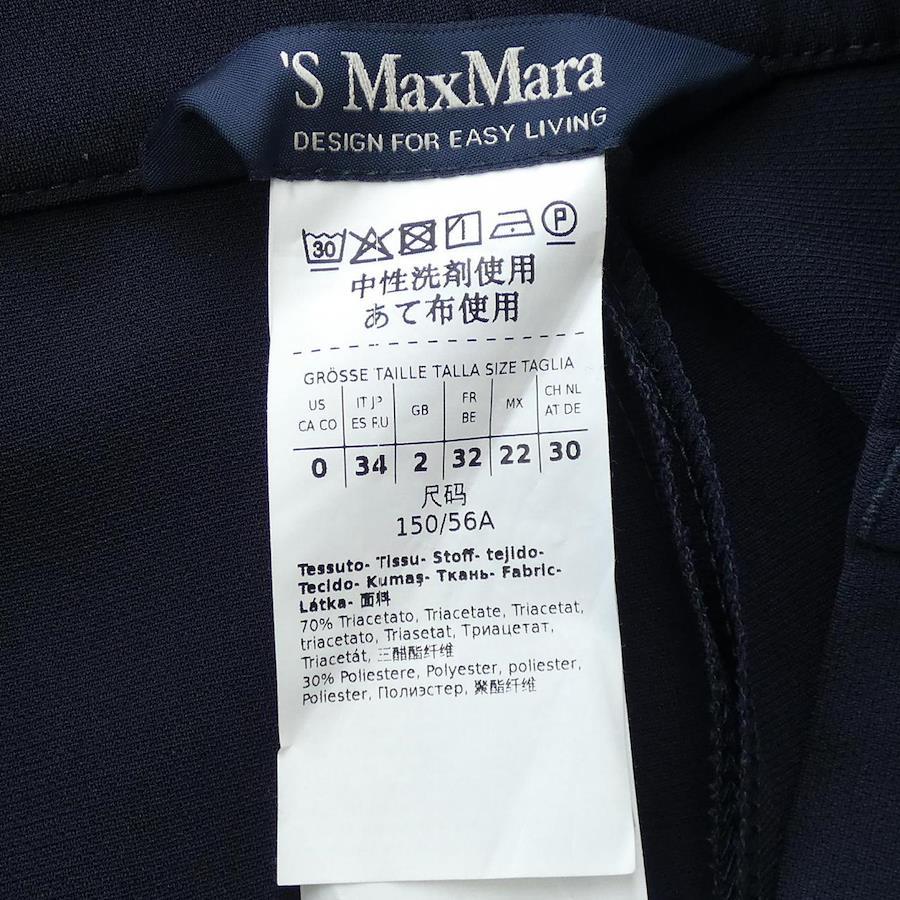 'S MaxMara
DESIGN FOR EASY LIVING
30 P
中性洗剤使用
あて布使用
GRÖSSE TAILLE TALLA SIZE TAGLIA
US IT JP GB FR MX CH NL
CA CO ES RU BE AT DE
0 34 2 32 22 30
尺码
150/56A
Tessuto- Tissu- Stoff- tejido-
Tecido- Kumaş- Ткань- Fabric-
Látka- 面料
70% Triacetato, Triacetate, Triacetat,
triacetato, Triasetat, Триацетат,
Triacetát, 三醋酯纤维
30% Poliestere, Polyester, poliester,
Poliester, Полиэстер, 聚酯纤维